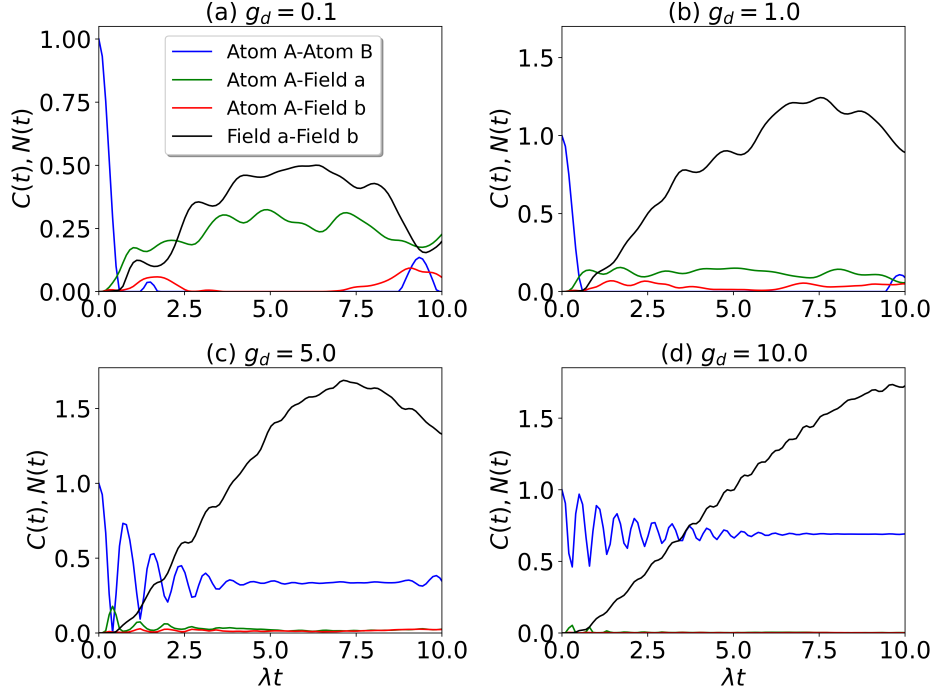 (a) g_d = 0.1
C(t), N(t)
1.00
0.75
0.50
0.25
0.00
0.0 2.5 5.0 7.5 10.0
Atom A-Atom B
Atom A-Field a
Atom A-Field b
Field a-Field b
(b) g_d = 1.0
C(t), N(t)
1.5
1.0
0.5
0.0
0.0 2.5 5.0 7.5 10.0
(c) g_d = 5.0
C(t), N(t)
1.5
1.0
0.5
0.0
0.0 2.5 5.0 7.5 10.0
λt
(d) g_d = 10.0
C(t), N(t)
1.5
1.0
0.5
0.0
0.0 2.5 5.0 7.5 10.0
λt